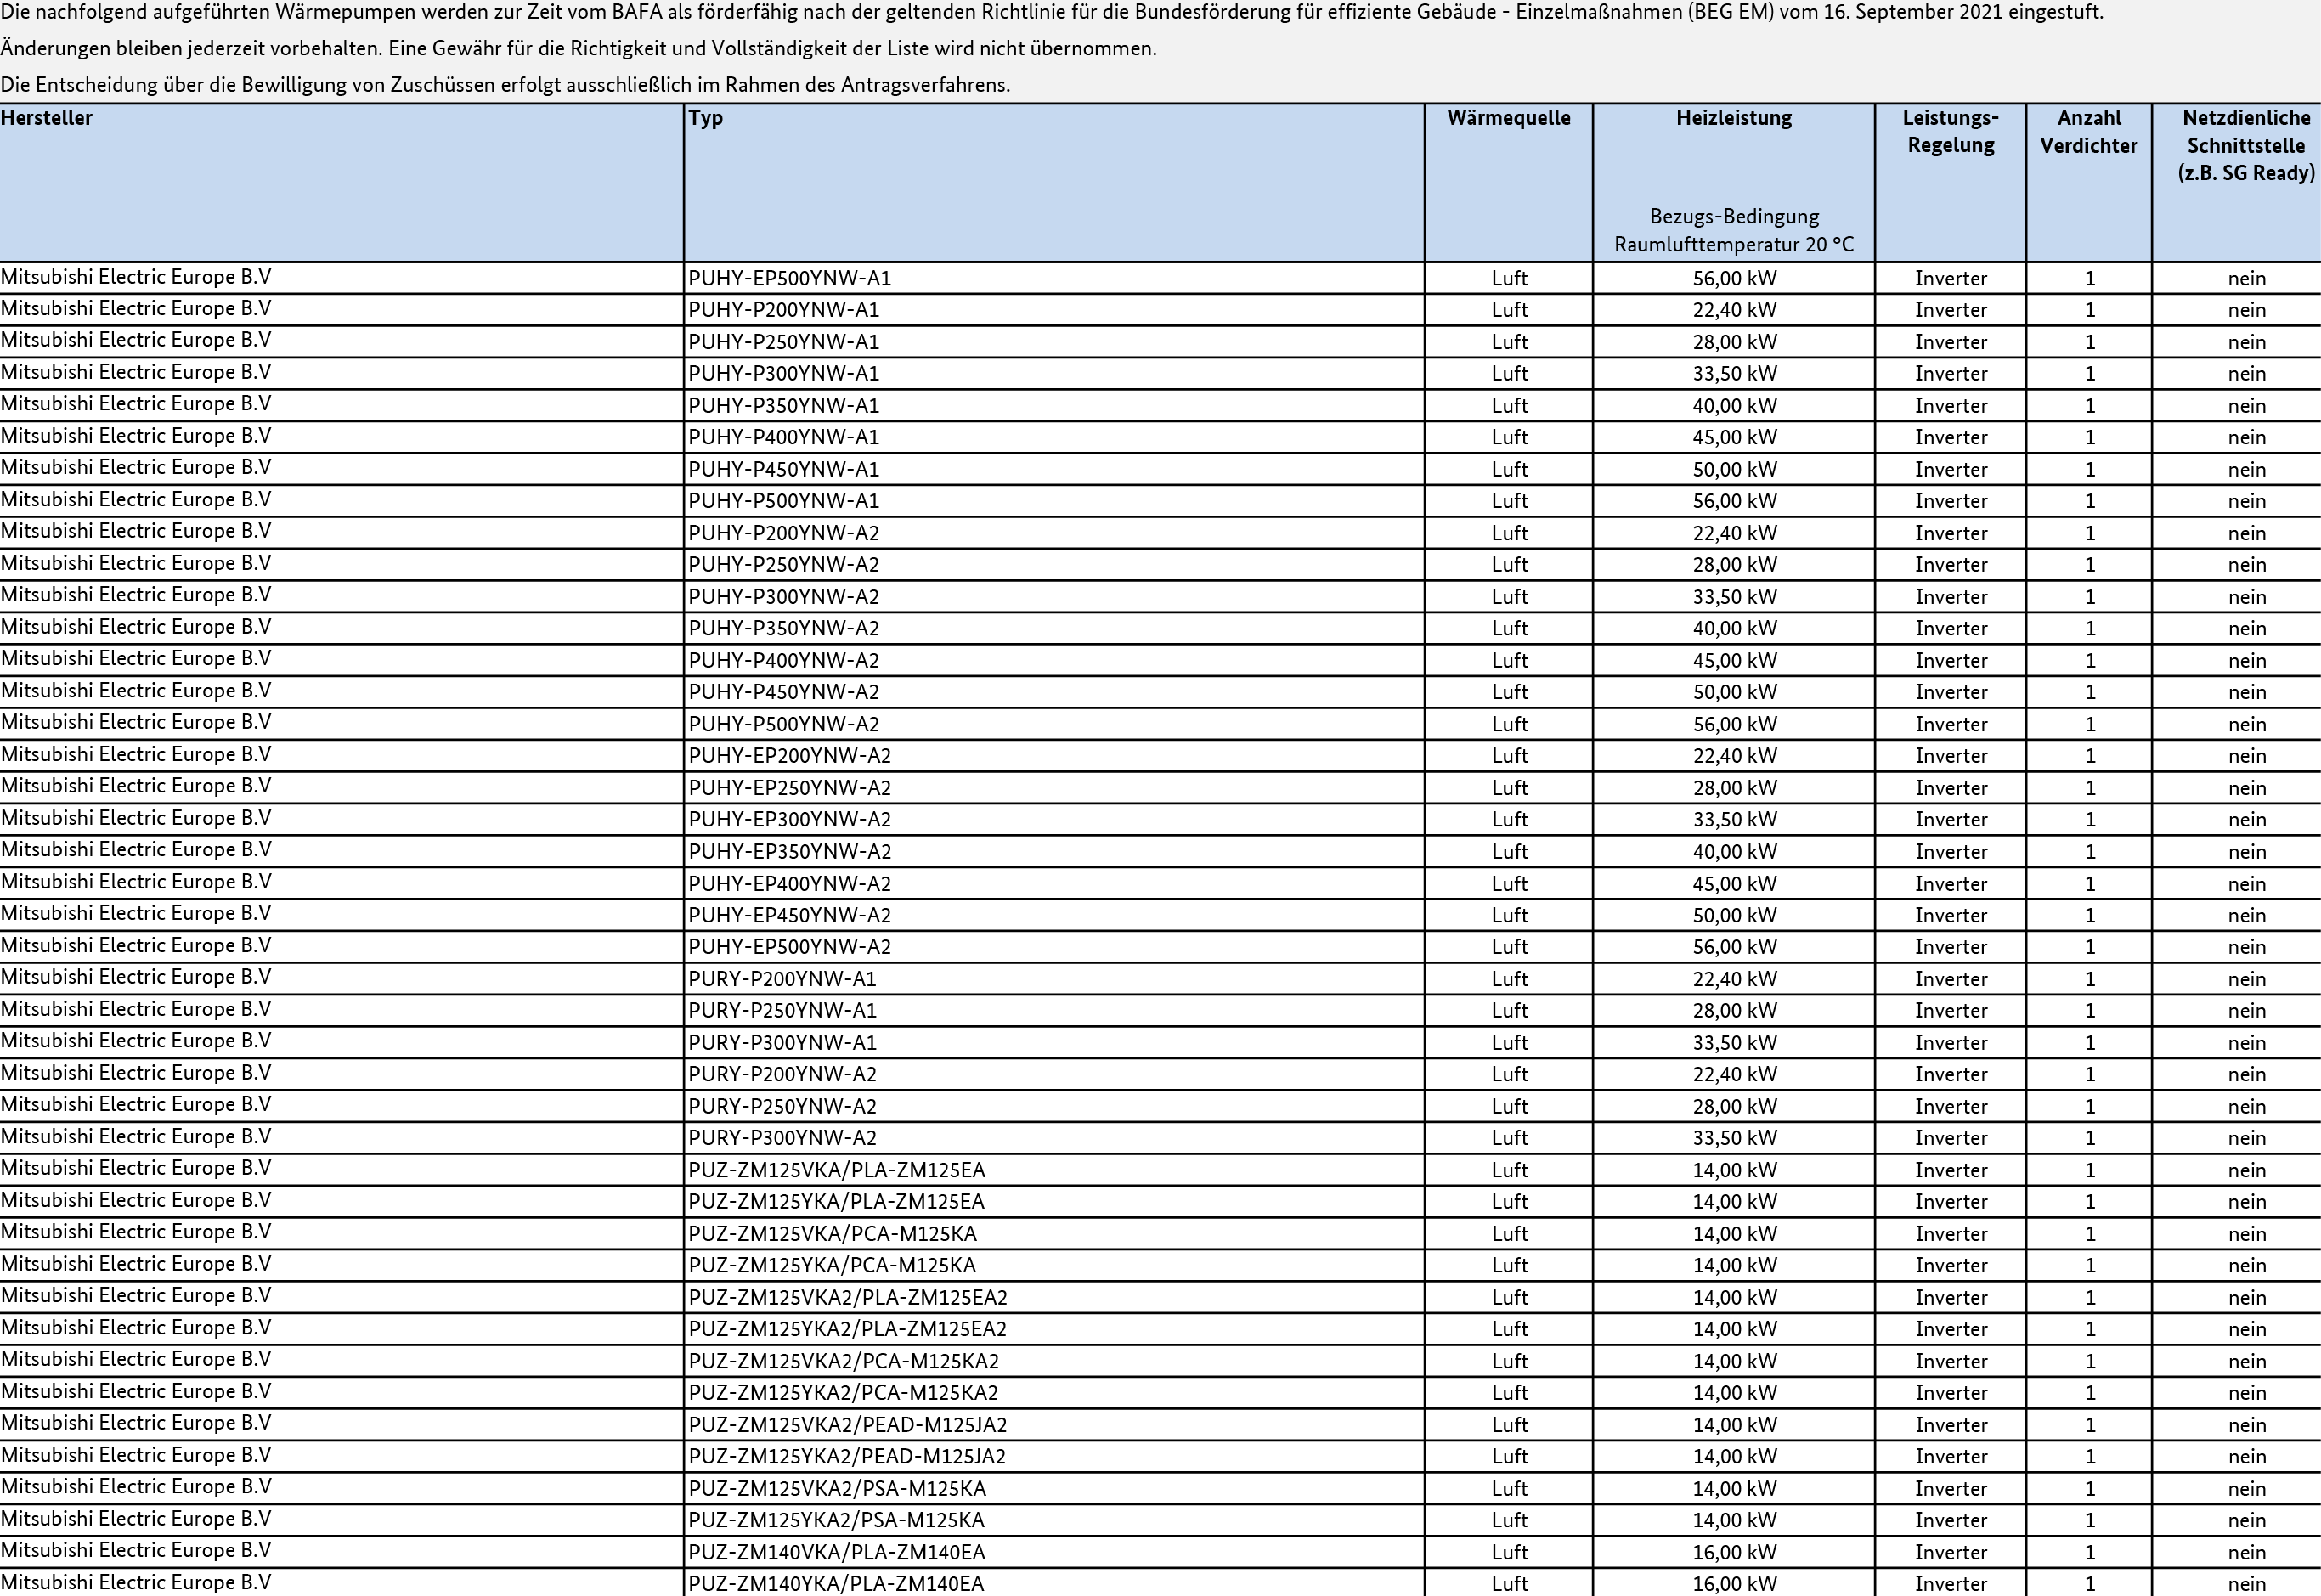 Die nachfolgend aufgeführten Wärmepumpen werden zur Zeit vom BAFA als förderfähig nach der geltenden Richtlinie für die Bundesförderung für effiziente Gebäude - Einzelmaßnahmen (BEG EM) vom 16. September 2021 eingestuft.
Änderungen bleiben jederzeit vorbehalten. Eine Gewähr für die Richtigkeit und Vollständigkeit der Liste wird nicht übernommen.
Die Entscheidung über die Bewilligung von Zuschüssen erfolgt ausschließlich im Rahmen des Antragsverfahrens.
Hersteller Typ Wärmequelle Heizleistung Leistungs- Anzahl Netzdienliche
Regelung Verdichter Schnittstelle
(z.B. SG Ready)
Bezugs-Bedingung
Raumlufttemperatur 20 °C
Mitsubishi Electric Europe B.V PUHY-EP500YNW-A1 Luft 56,00 kW Inverter 1 nein
Mitsubishi Electric Europe B.V PUHY-P200YNW-A1 Luft 22,40 kW Inverter 1 nein
Mitsubishi Electric Europe B.V PUHY-P250YNW-A1 Luft 28,00 kW Inverter 1 nein
Mitsubishi Electric Europe B.V PUHY-P300YNW-A1 Luft 33,50 kW Inverter 1 nein
Mitsubishi Electric Europe B.V PUHY-P350YNW-A1 Luft 40,00 kW Inverter 1 nein
Mitsubishi Electric Europe B.V PUHY-P400YNW-A1 Luft 45,00 kW Inverter 1 nein
Mitsubishi Electric Europe B.V PUHY-P450YNW-A1 Luft 50,00 kW Inverter 1 nein
Mitsubishi Electric Europe B.V PUHY-P500YNW-A1 Luft 56,00 kW Inverter 1 nein
Mitsubishi Electric Europe B.V PUHY-P200YNW-A2 Luft 22,40 kW Inverter 1 nein
Mitsubishi Electric Europe B.V PUHY-P250YNW-A2 Luft 28,00 kW Inverter 1 nein
Mitsubishi Electric Europe B.V PUHY-P300YNW-A2 Luft 33,50 kW Inverter 1 nein
Mitsubishi Electric Europe B.V PUHY-P350YNW-A2 Luft 40,00 kW Inverter 1 nein
Mitsubishi Electric Europe B.V PUHY-P400YNW-A2 Luft 45,00 kW Inverter 1 nein
Mitsubishi Electric Europe B.V PUHY-P450YNW-A2 Luft 50,00 kW Inverter 1 nein
Mitsubishi Electric Europe B.V PUHY-P500YNW-A2 Luft 56,00 kW Inverter 1 nein
Mitsubishi Electric Europe B.V PUHY-EP200YNW-A2 Luft 22,40 kW Inverter 1 nein
Mitsubishi Electric Europe B.V PUHY-EP250YNW-A2 Luft 28,00 kW Inverter 1 nein
Mitsubishi Electric Europe B.V PUHY-EP300YNW-A2 Luft 33,50 kW Inverter 1 nein
Mitsubishi Electric Europe B.V PUHY-EP350YNW-A2 Luft 40,00 kW Inverter 1 nein
Mitsubishi Electric Europe B.V PUHY-EP400YNW-A2 Luft 45,00 kW Inverter 1 nein
Mitsubishi Electric Europe B.V PUHY-EP450YNW-A2 Luft 50,00 kW Inverter 1 nein
Mitsubishi Electric Europe B.V PUHY-EP500YNW-A2 Luft 56,00 kW Inverter 1 nein
Mitsubishi Electric Europe B.V PURY-P200YNW-A1 Luft 22,40 kW Inverter 1 nein
Mitsubishi Electric Europe B.V PURY-P250YNW-A1 Luft 28,00 kW Inverter 1 nein
Mitsubishi Electric Europe B.V PURY-P300YNW-A1 Luft 33,50 kW Inverter 1 nein
Mitsubishi Electric Europe B.V PURY-P200YNW-A2 Luft 22,40 kW Inverter 1 nein
Mitsubishi Electric Europe B.V PURY-P250YNW-A2 Luft 28,00 kW Inverter 1 nein
Mitsubishi Electric Europe B.V PURY-P300YNW-A2 Luft 33,50 kW Inverter 1 nein
Mitsubishi Electric Europe B.V PUZ-ZM125VKA/PLA-ZM125EA Luft 14,00 kW Inverter 1 nein
Mitsubishi Electric Europe B.V PUZ-ZM125YKA/PLA-ZM125EA Luft 14,00 kW Inverter 1 nein
Mitsubishi Electric Europe B.V PUZ-ZM125VKA/PCA-M125KA Luft 14,00 kW Inverter 1 nein
Mitsubishi Electric Europe B.V PUZ-ZM125YKA/PCA-M125KA Luft 14,00 kW Inverter 1 nein
Mitsubishi Electric Europe B.V PUZ-ZM125VKA2/PLA-ZM125EA2 Luft 14,00 kW Inverter 1 nein
Mitsubishi Electric Europe B.V PUZ-ZM125YKA2/PLA-ZM125EA2 Luft 14,00 kW Inverter 1 nein
Mitsubishi Electric Europe B.V PUZ-ZM125VKA2/PCA-M125KA2 Luft 14,00 kW Inverter 1 nein
Mitsubishi Electric Europe B.V PUZ-ZM125YKA2/PCA-M125KA2 Luft 14,00 kW Inverter 1 nein
Mitsubishi Electric Europe B.V PUZ-ZM125VKA2/PEAD-M125JA2 Luft 14,00 kW Inverter 1 nein
Mitsubishi Electric Europe B.V PUZ-ZM125YKA2/PEAD-M125JA2 Luft 14,00 kW Inverter 1 nein
Mitsubishi Electric Europe B.V PUZ-ZM125VKA2/PSA-M125KA Luft 14,00 kW Inverter 1 nein
Mitsubishi Electric Europe B.V PUZ-ZM125YKA2/PSA-M125KA Luft 14,00 kW Inverter 1 nein
Mitsubishi Electric Europe B.V PUZ-ZM140VKA/PLA-ZM140EA Luft 16,00 kW Inverter 1 nein
Mitsubishi Electric Europe B.V PUZ-ZM140YKA/PLA-ZM140EA Luft 16,00 kW Inverter 1 nein